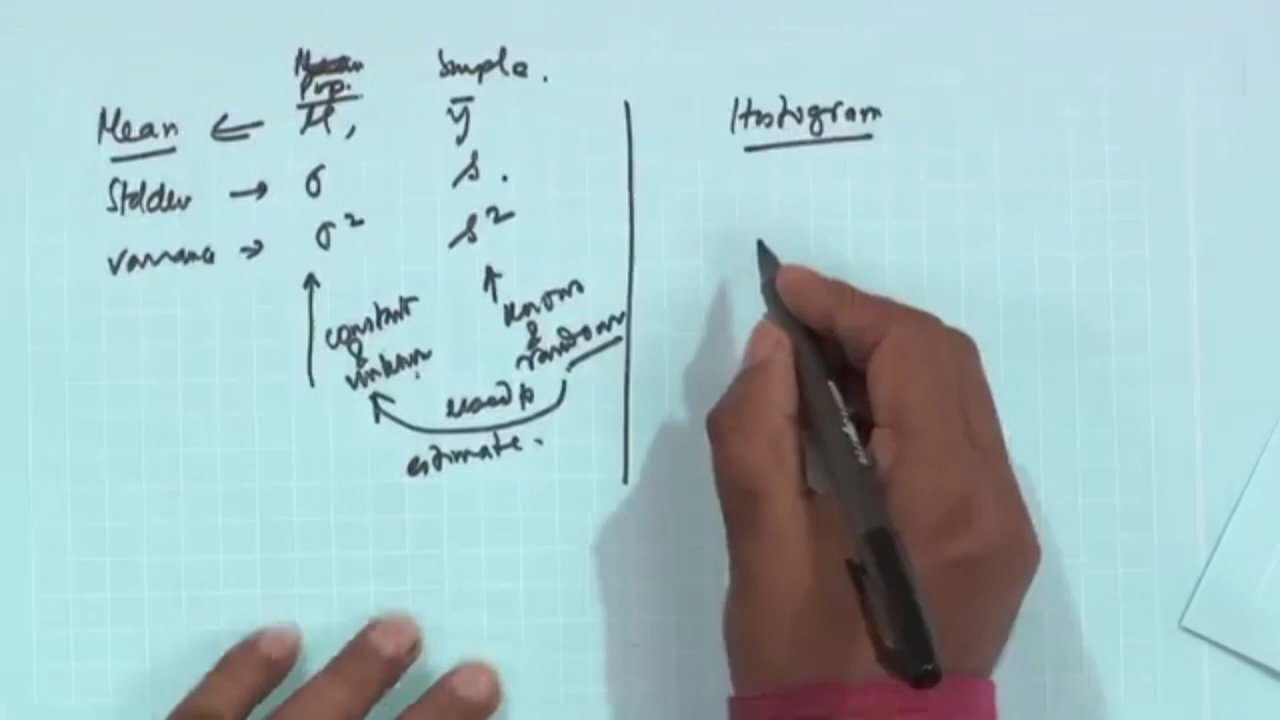 Pop. Sample.
Mean ⇐ μ, ȳ
Stddev → σ s.
variance → σ² s²
constant
&
unknown
known
&
random
used to
estimate.
Histogram